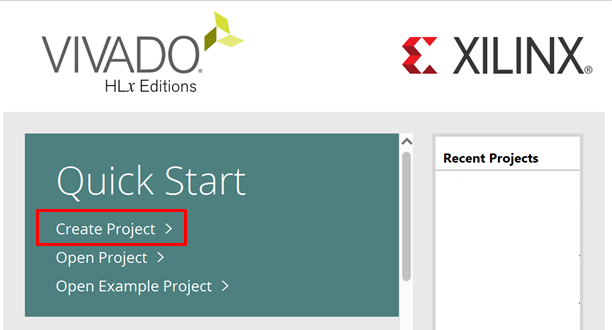 VIVADO.
HLx Editions
XILINX®
Quick Start
Create Project >
Open Project >
Open Example Project >
Recent Projects